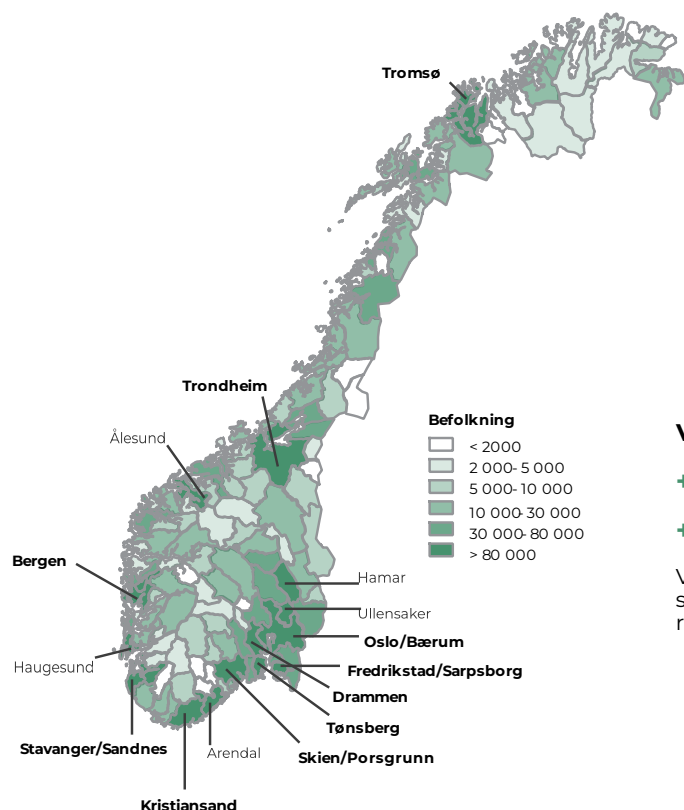 Tromsø
Trondheim
Ålesund
Bergen
Haugesund
Stavanger/Sandnes
Kristiansand
Arendal
Skien/Porsgrunn
Tønsberg
Drammen
Fredrikstad/Sarpsborg
Oslo/Bærum
Ullensaker
Hamar
Befolkning
< 2000
2 000- 5 000
5 000- 10 000
10 000- 30 000
30 000- 80 000
> 80 000